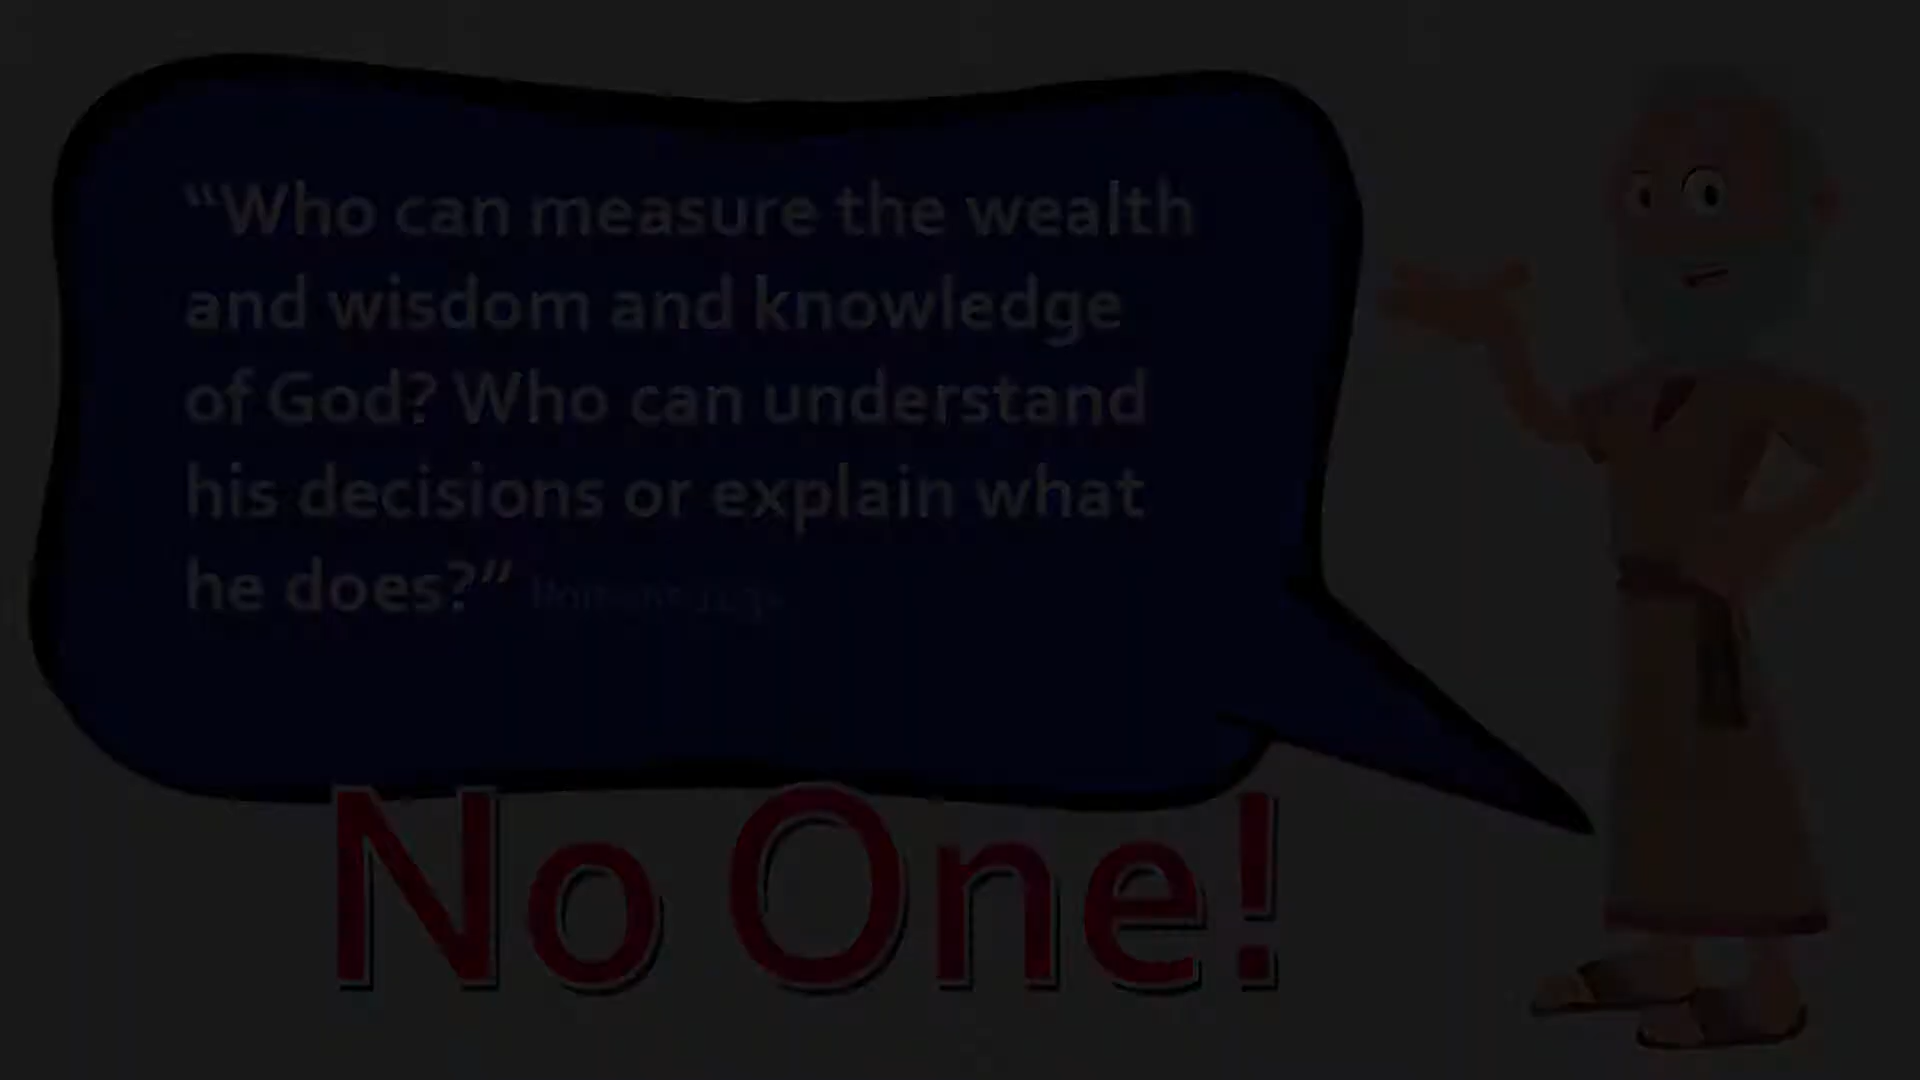 “Who can measure the wealth
and wisdom and knowledge
of God? Who can understand
his decisions or explain what
he does?”
No One!